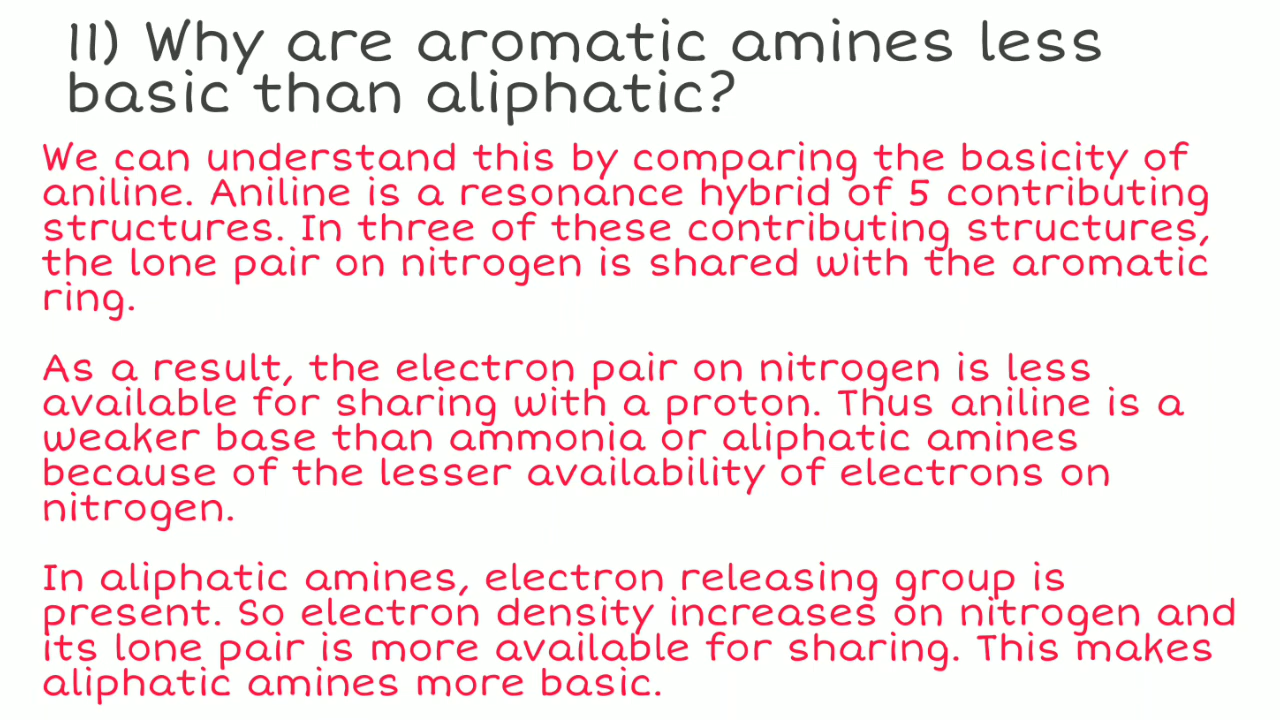 11) Why are aromatic amines less
basic than aliphatic?
We can understand this by comparing the basicity of
aniline. Aniline is a resonance hybrid of 5 contributing
structures. In three of these contributing structures,
the lone pair on nitrogen is shared with the aromatic
ring.
As a result, the electron pair on nitrogen is less
available for sharing with a proton. Thus aniline is a
weaker base than ammonia or aliphatic amines
because of the lesser availability of electrons on
nitrogen.
In aliphatic amines, electron releasing group is
present. So electron density increases on nitrogen and
its lone pair is more available for sharing. This makes
aliphatic amines more basic.